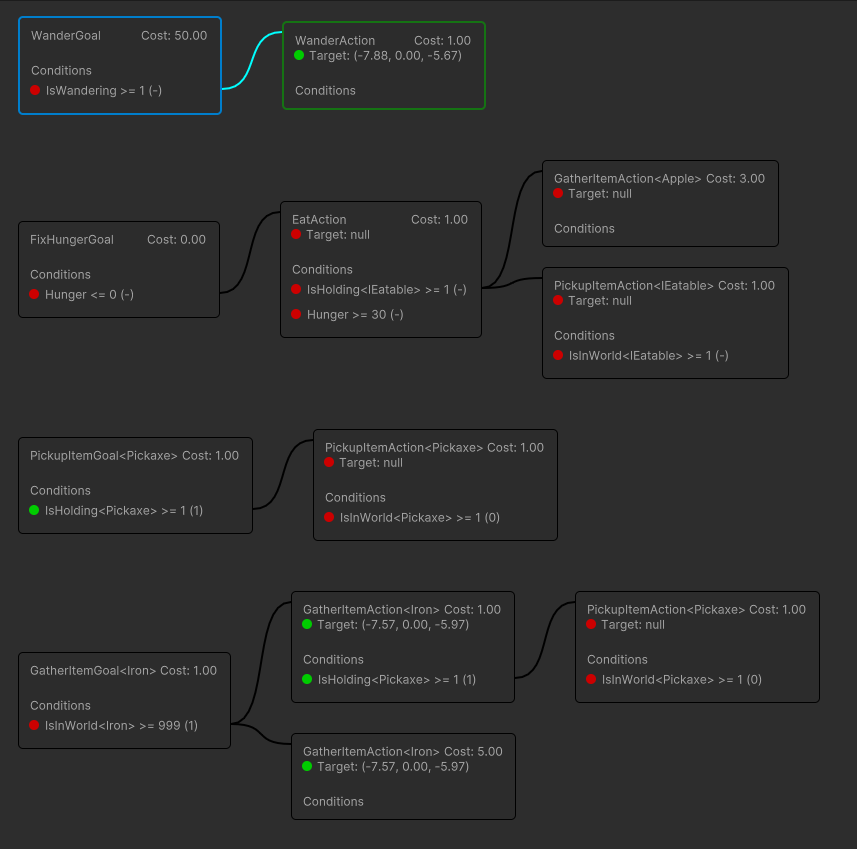 WanderGoal Cost: 50.00
Conditions
IsWandering >= 1 (-)
WanderAction Cost: 1.00
Target: (-7.88, 0.00, -5.67)
Conditions
FixHungerGoal Cost: 0.00
Conditions
Hunger <= 0 (-)
EatAction Cost: 1.00
Target: null
Conditions
IsHolding<IEatable> >= 1 (-)
Hunger >= 30 (-)
GatherItemAction<Apple> Cost: 3.00
Target: null
Conditions
PickupItemAction<IEatable> Cost: 1.00
Target: null
Conditions
IsInWorld<IEatable> >= 1 (-)
PickupItemGoal<Pickaxe> Cost: 1.00
Conditions
IsHolding<Pickaxe> >= 1 (1)
PickupItemAction<Pickaxe> Cost: 1.00
Target: null
Conditions
IsInWorld<Pickaxe> >= 1 (0)
GatherItemGoal<Iron> Cost: 1.00
Conditions
IsInWorld<Iron> >= 999 (1)
GatherItemAction<Iron> Cost: 1.00
Target: (-7.57, 0.00, -5.97)
Conditions
IsHolding<Pickaxe> >= 1 (1)
PickupItemAction<Pickaxe> Cost: 1.00
Target: null
Conditions
IsInWorld<Pickaxe> >= 1 (0)
GatherItemAction<Iron> Cost: 5.00
Target: (-7.57, 0.00, -5.97)
Conditions